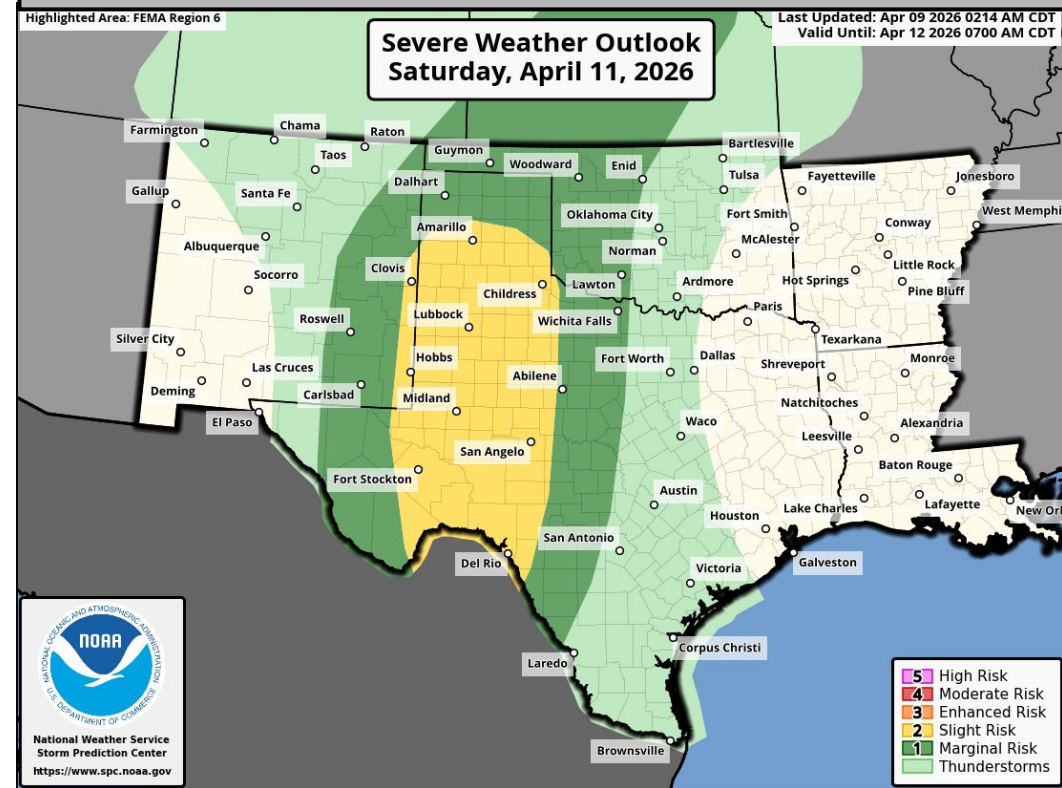 Highlighted Area: FEMA Region 6
Severe Weather Outlook
Saturday, April 11, 2026
Last Updated: Apr 09 2026 0214 AM CDT
Valid Until: Apr 12 2026 0700 AM CDT
Farmington
Chama
Raton
Taos
Guymon
Woodward
Enid
Bartlesville
Tulsa
Fayetteville
Jonesboro
Gallup
Santa Fe
Dalhart
Oklahoma City
Fort Smith
West Memphi
Conway
Albuquerque
Amarillo
Norman
McAlester
Little Rock
Socorro
Clovis
Childress
Lawton
Ardmore
Hot Springs
Pine Bluff
Roswell
Lubbock
Wichita Falls
Paris
Texarkana
Silver City
Las Cruces
Hobbs
Fort Worth
Dallas
Shreveport
Monroe
Deming
Carlsbad
Midland
Abilene
Natchitoches
El Paso
Waco
Leesville
Alexandria
San Angelo
Baton Rouge
Fort Stockton
Austin
Houston
Lake Charles
Lafayette
New Orl
San Antonio
Del Rio
Galveston
Victoria
Laredo
Corpus Christi
Brownsville
NATIONAL OCEANIC AND ATMOSPHERIC ADMINISTRATION
NOAA
U.S. DEPARTMENT OF COMMERCE
National Weather Service
Storm Prediction Center
https://www.spc.noaa.gov
5 High Risk
4 Moderate Risk
3 Enhanced Risk
2 Slight Risk
1 Marginal Risk
Thunderstorms